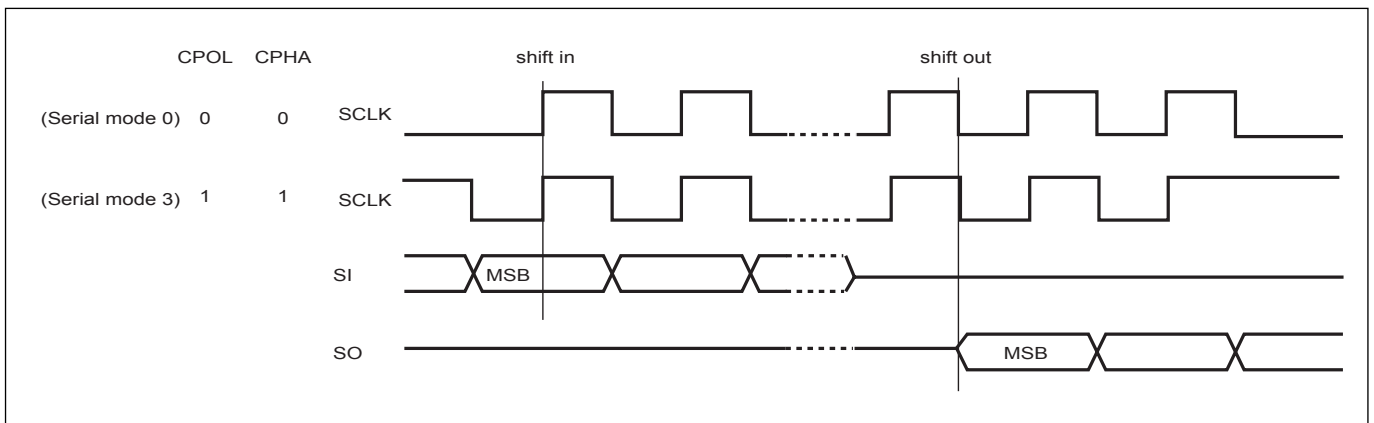 CPOL CPHA shift in shift out
(Serial mode 0) 0 0 SCLK
(Serial mode 3) 1 1 SCLK
SI MSB
SO MSB